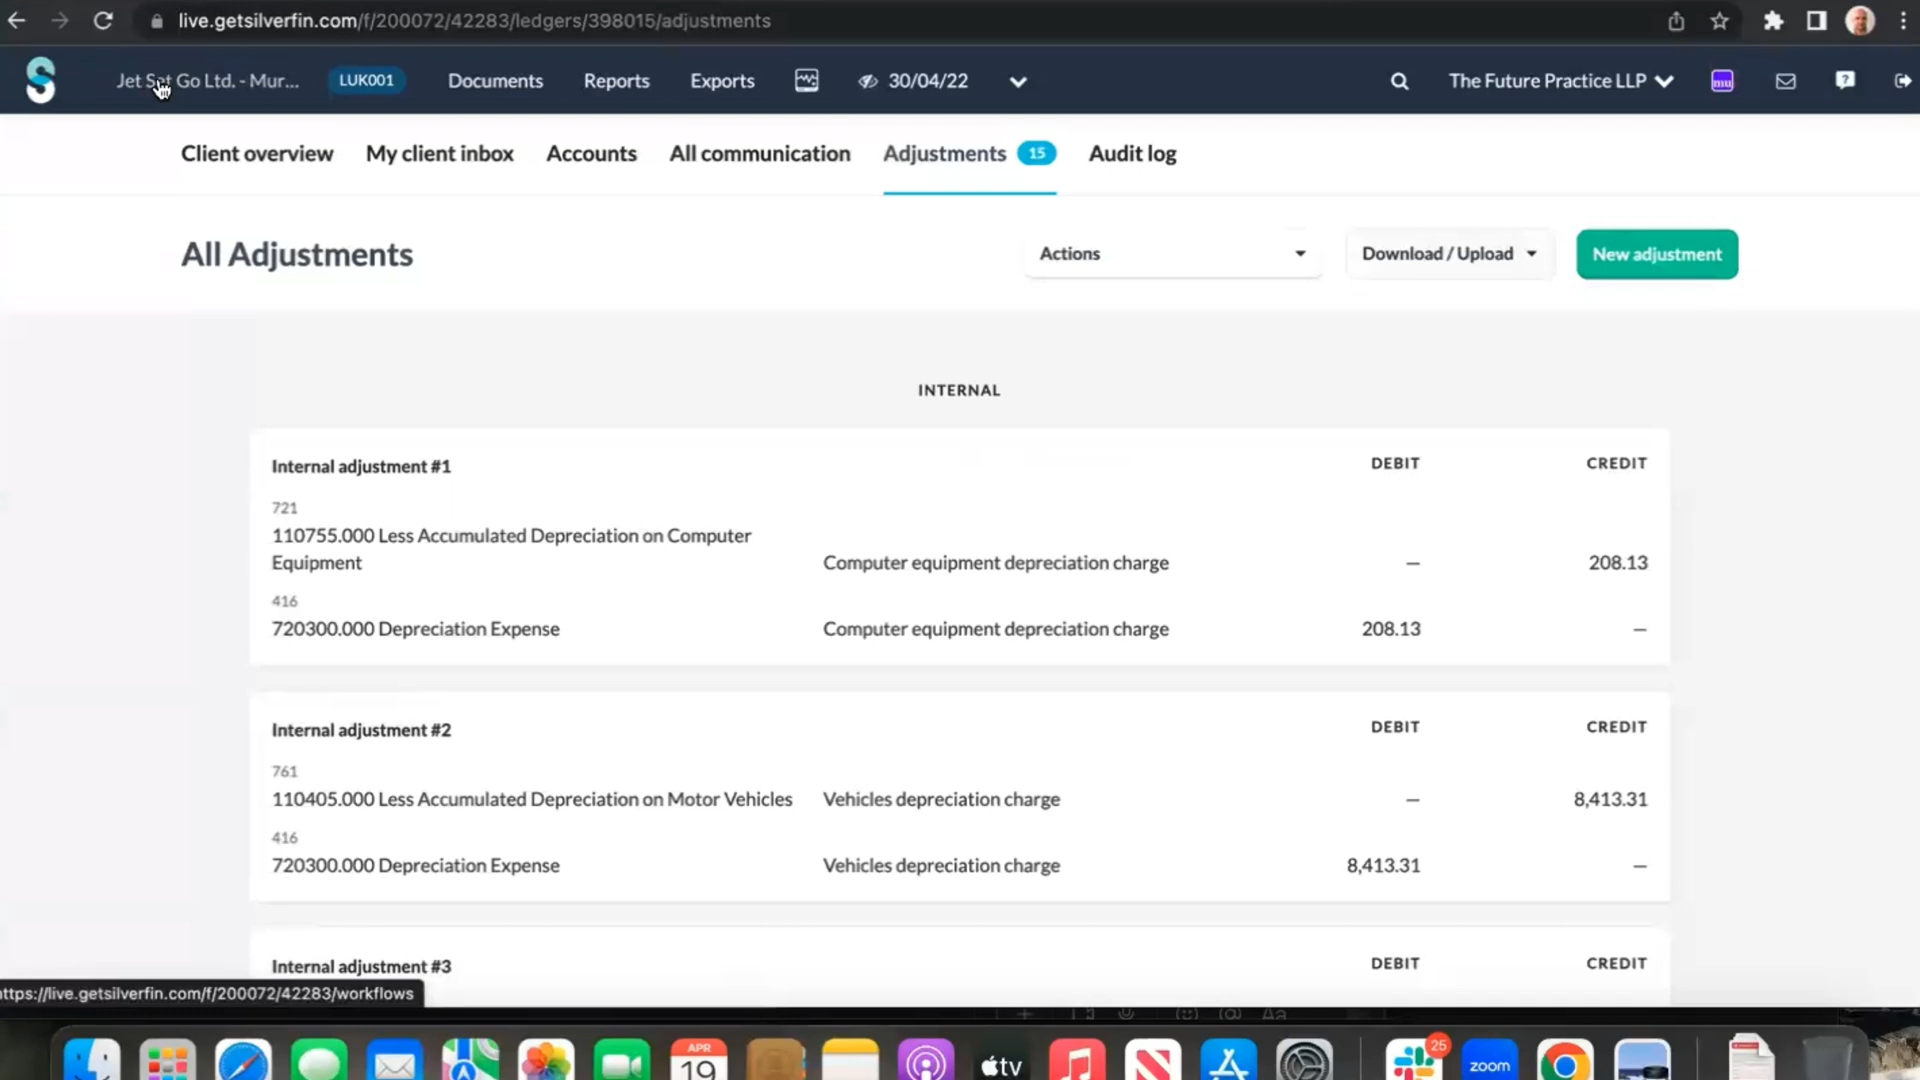 live.getsilverfin.com/f/200072/42283/ledgers/398015/adjustments
Jet Set Go Ltd. - Mur... LUK001 Documents Reports Exports 30/04/22 The Future Practice LLP mu
Client overview My client inbox Accounts All communication Adjustments 15 Audit log
All Adjustments Actions Download / Upload New adjustment
INTERNAL
Internal adjustment #1 DEBIT CREDIT
721
110755.000 Less Accumulated Depreciation on Computer
Equipment Computer equipment depreciation charge — 208.13
416
720300.000 Depreciation Expense Computer equipment depreciation charge 208.13 —
Internal adjustment #2 DEBIT CREDIT
761
110405.000 Less Accumulated Depreciation on Motor Vehicles Vehicles depreciation charge — 8,413.31
416
720300.000 Depreciation Expense Vehicles depreciation charge 8,413.31 —
Internal adjustment #3 DEBIT CREDIT
https://live.getsilverfin.com/f/200072/42283/workflows
Aa
APR
19
tv
25
zoom